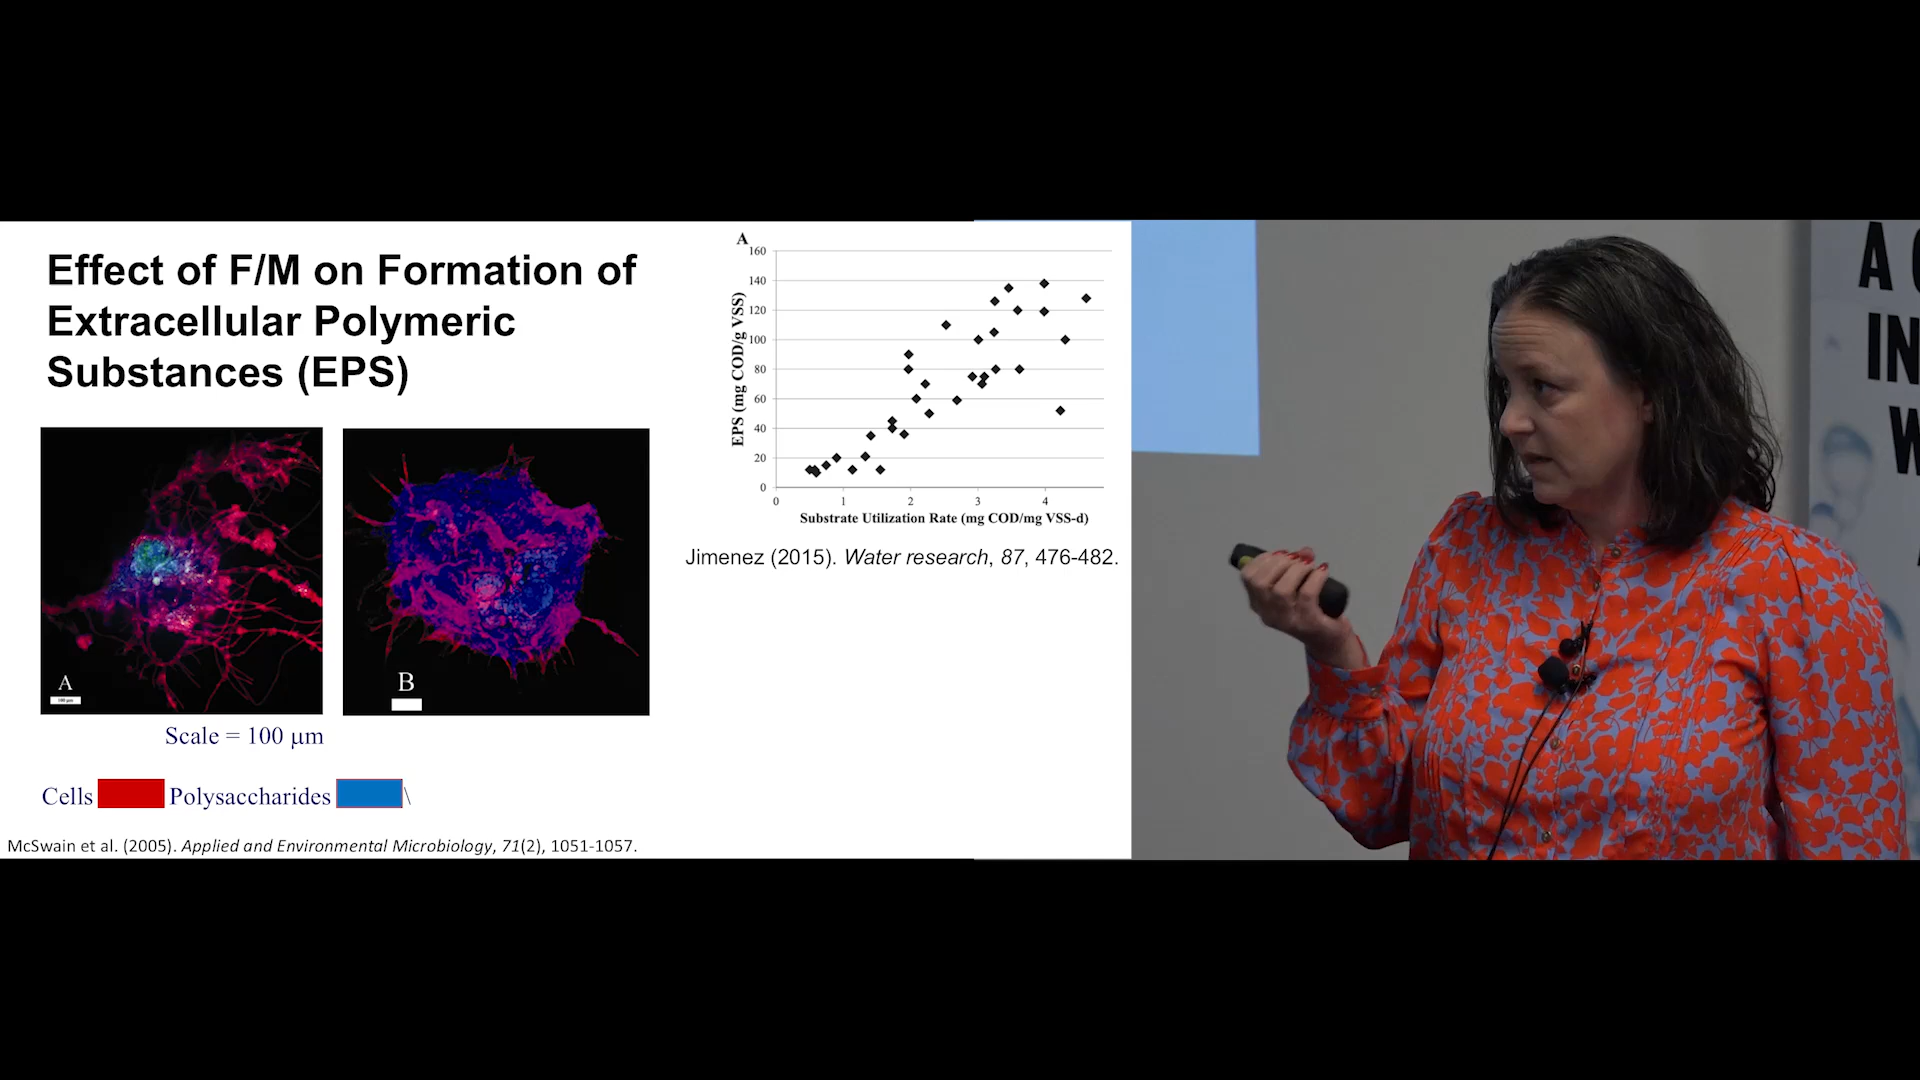 Effect of F/M on Formation of
Extracellular Polymeric
Substances (EPS)
A
B
Scale = 100 μm
Cells Polysaccharides \
McSwain et al. (2005). Applied and Environmental Microbiology, 71(2), 1051-1057.
A
160
140
120
100
80
60
40
20
0
EPS (mg COD/g VSS)
0 1 2 3 4
Substrate Utilization Rate (mg COD/mg VSS-d)
Jimenez (2015). Water research, 87, 476-482.
A
IN
W